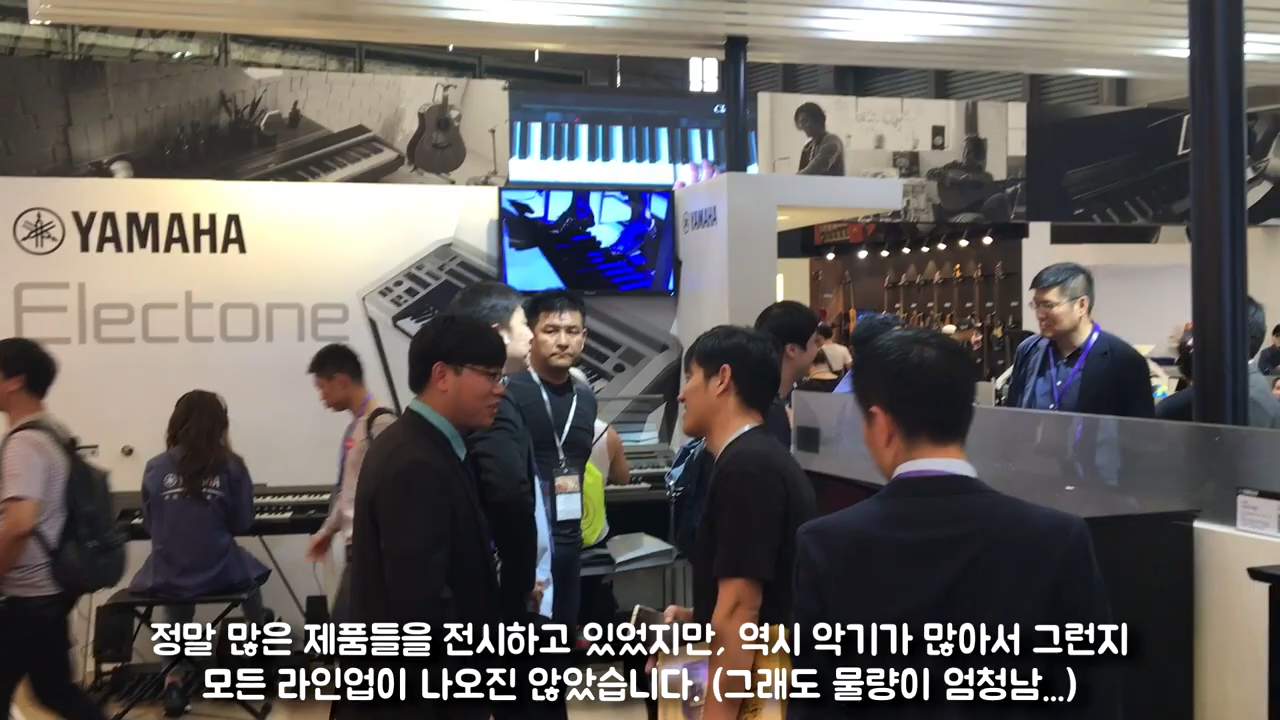 YAMAHA
Electone
YAMAHA
YAMAHA
정말 많은 제품들을 전시하고 있었지만, 역시 악기가 많아서 그런지
모든 라인업이 나오진 않았습니다. (그래도 물량이 엄청남...)